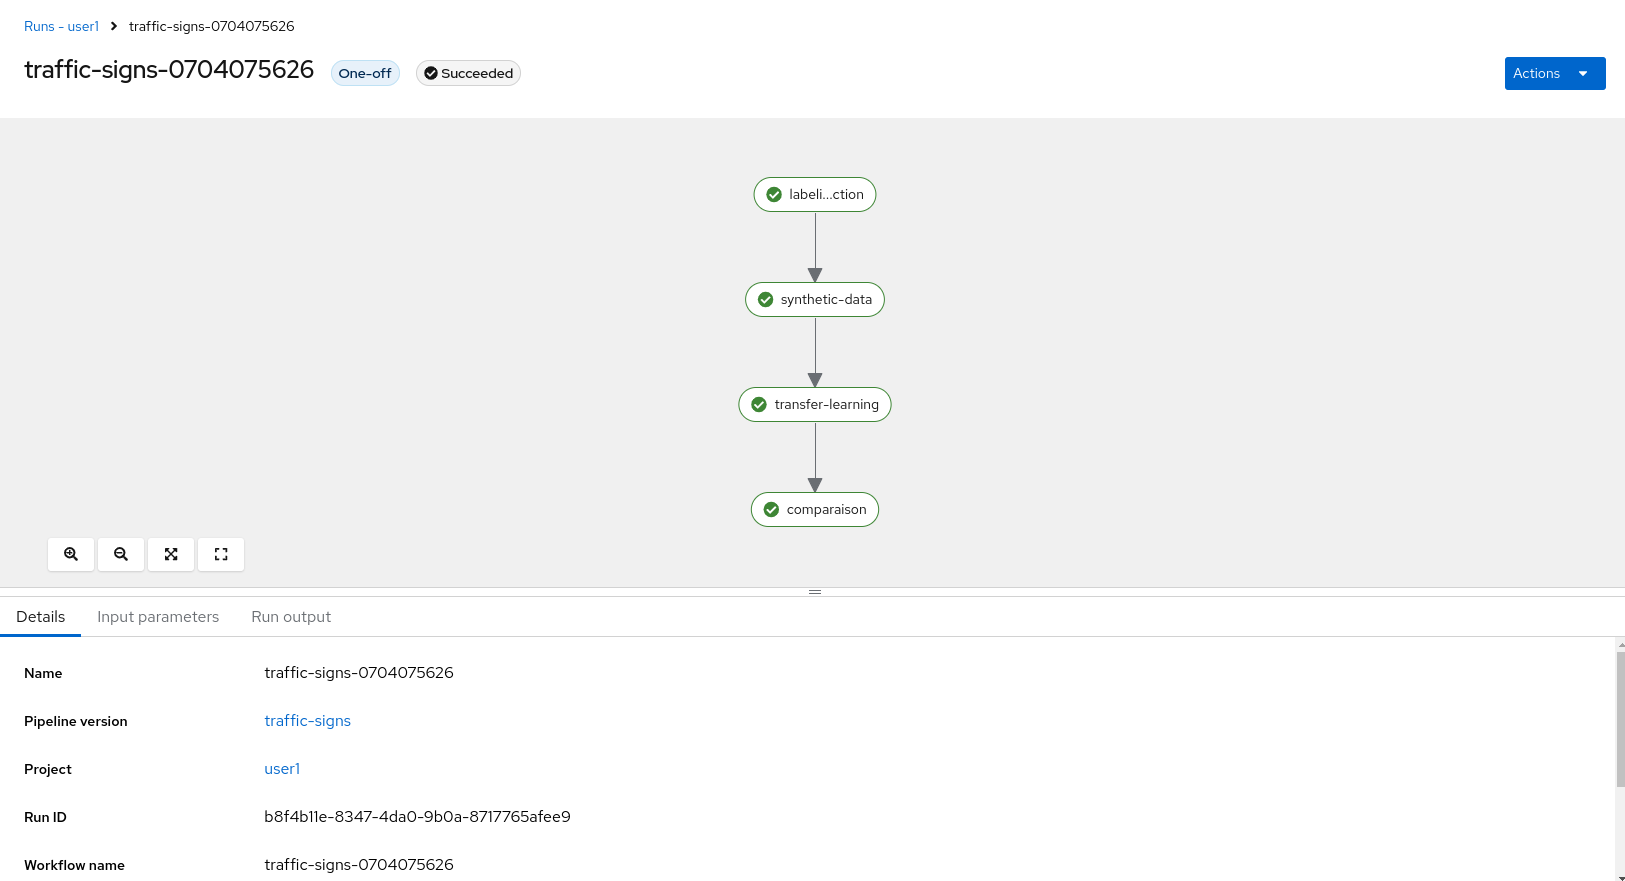 Runs - user1 > traffic-signs-0704075626
traffic-signs-0704075626 One-off Succeeded
Actions
labeli...ction
synthetic-data
transfer-learning
comparaison
Details Input parameters Run output
Name traffic-signs-0704075626
Pipeline version traffic-signs
Project user1
Run ID b8f4b11e-8347-4da0-9b0a-8717765afee9
Workflow name traffic-signs-0704075626